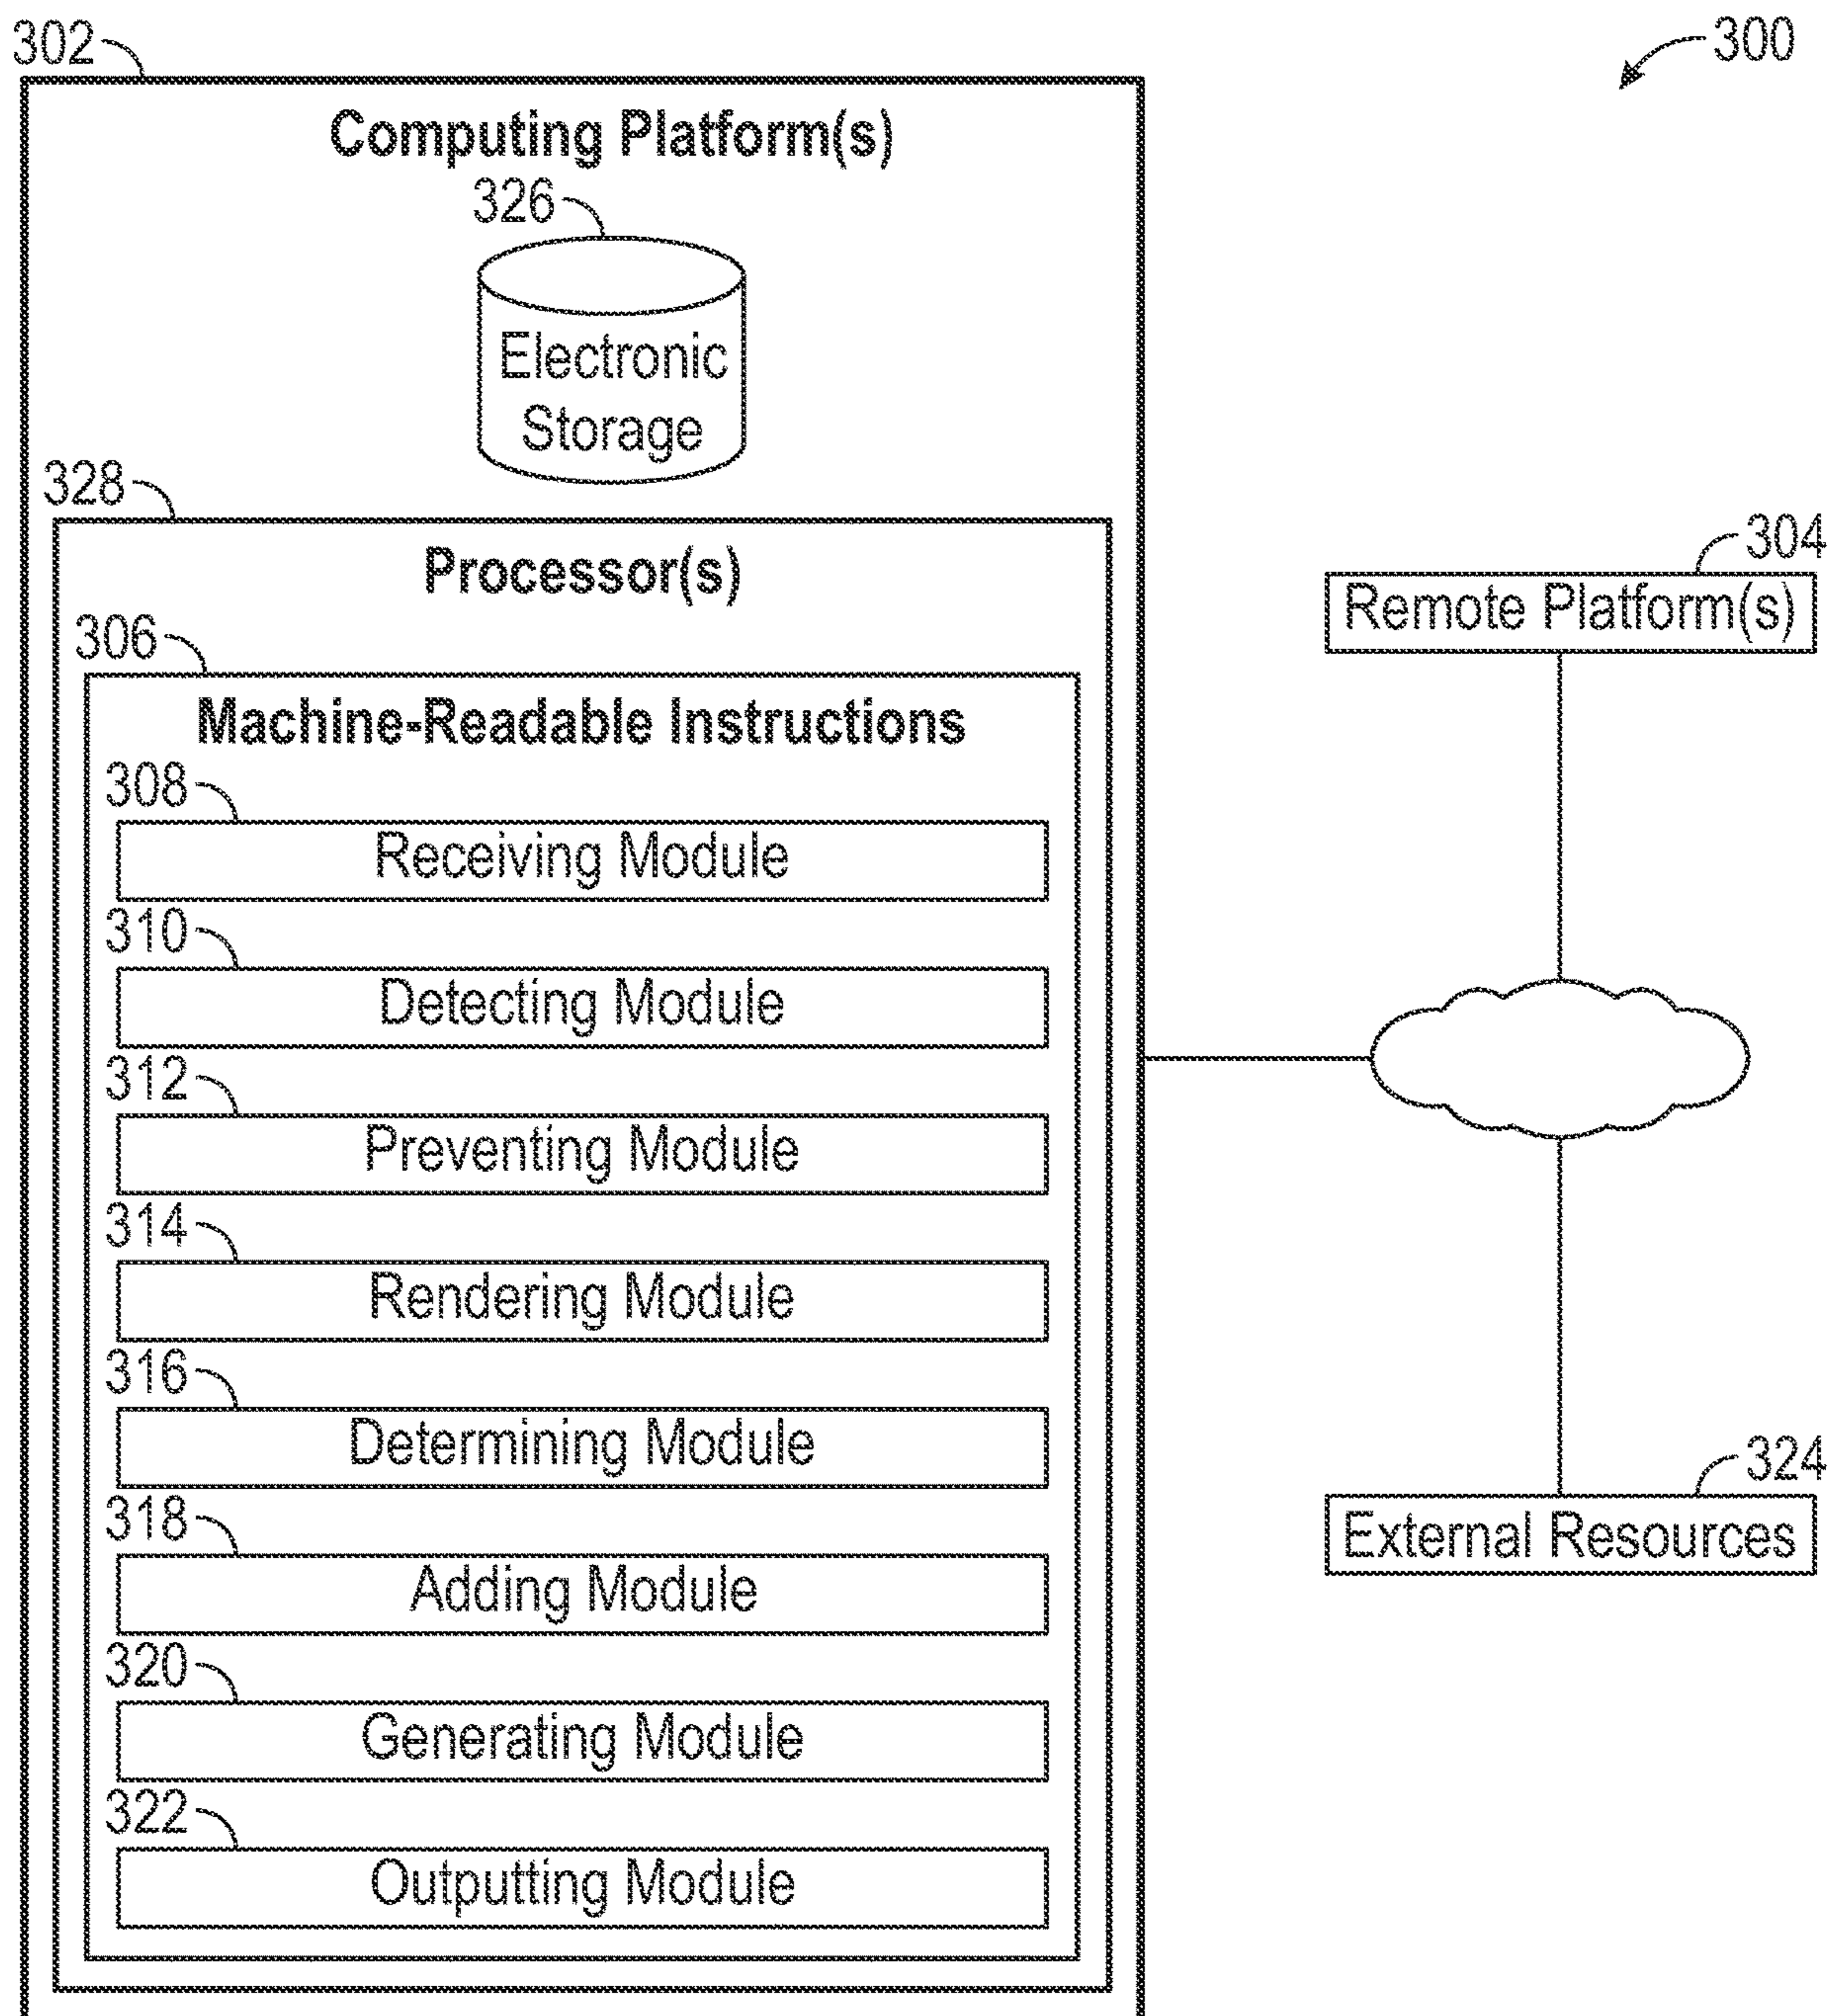 302
300
Computing Platform(s)
326
Electronic
Storage
328
Processor(s)
304
Remote Platform(s)
306
Machine-Readable Instructions
308
Receiving Module
310
Detecting Module
312
Preventing Module
314
Rendering Module
316
Determining Module
324
External Resources
318
Adding Module
320
Generating Module
322
Outputting Module